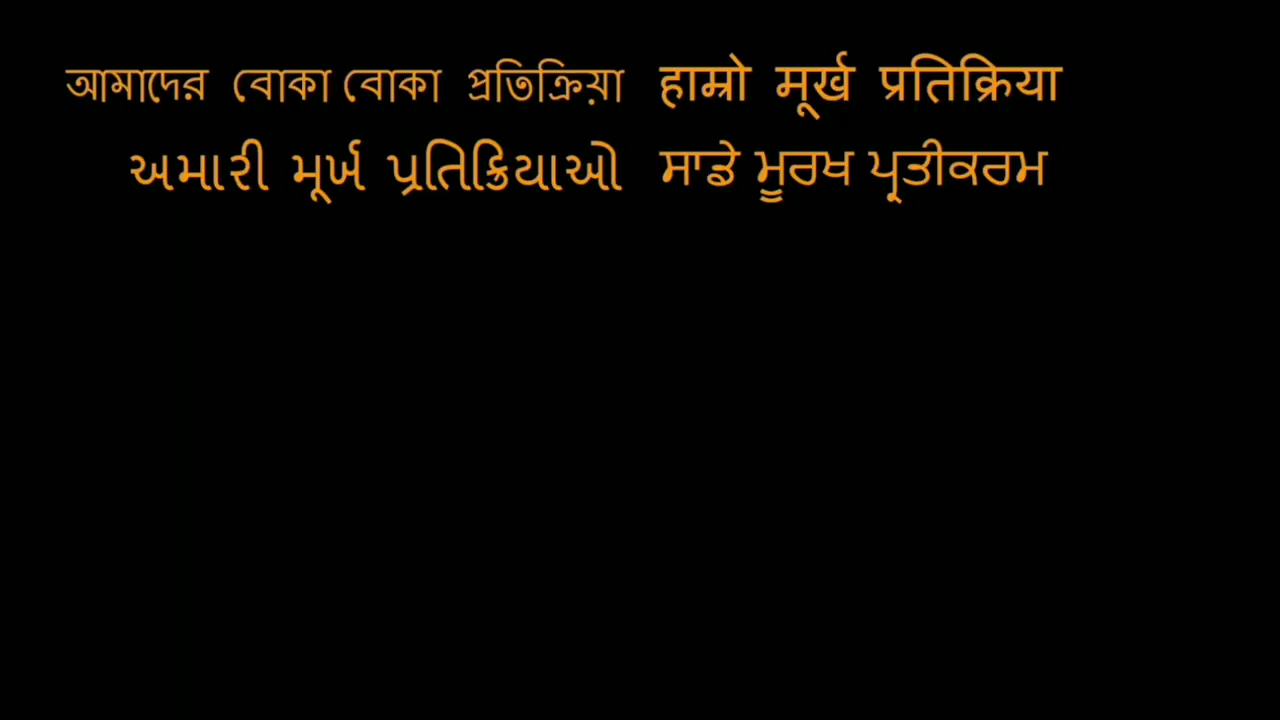 আমাদের বোকা বোকা প্রতিক্রিয়া हाम्रो मूर्ख प्रतिक्रिया
અમારી મૂર્ખ પ્રતિક્રિયાઓ ਸਾਡੇ ਮੂਰਖ ਪ੍ਰਤੀਕਰਮ